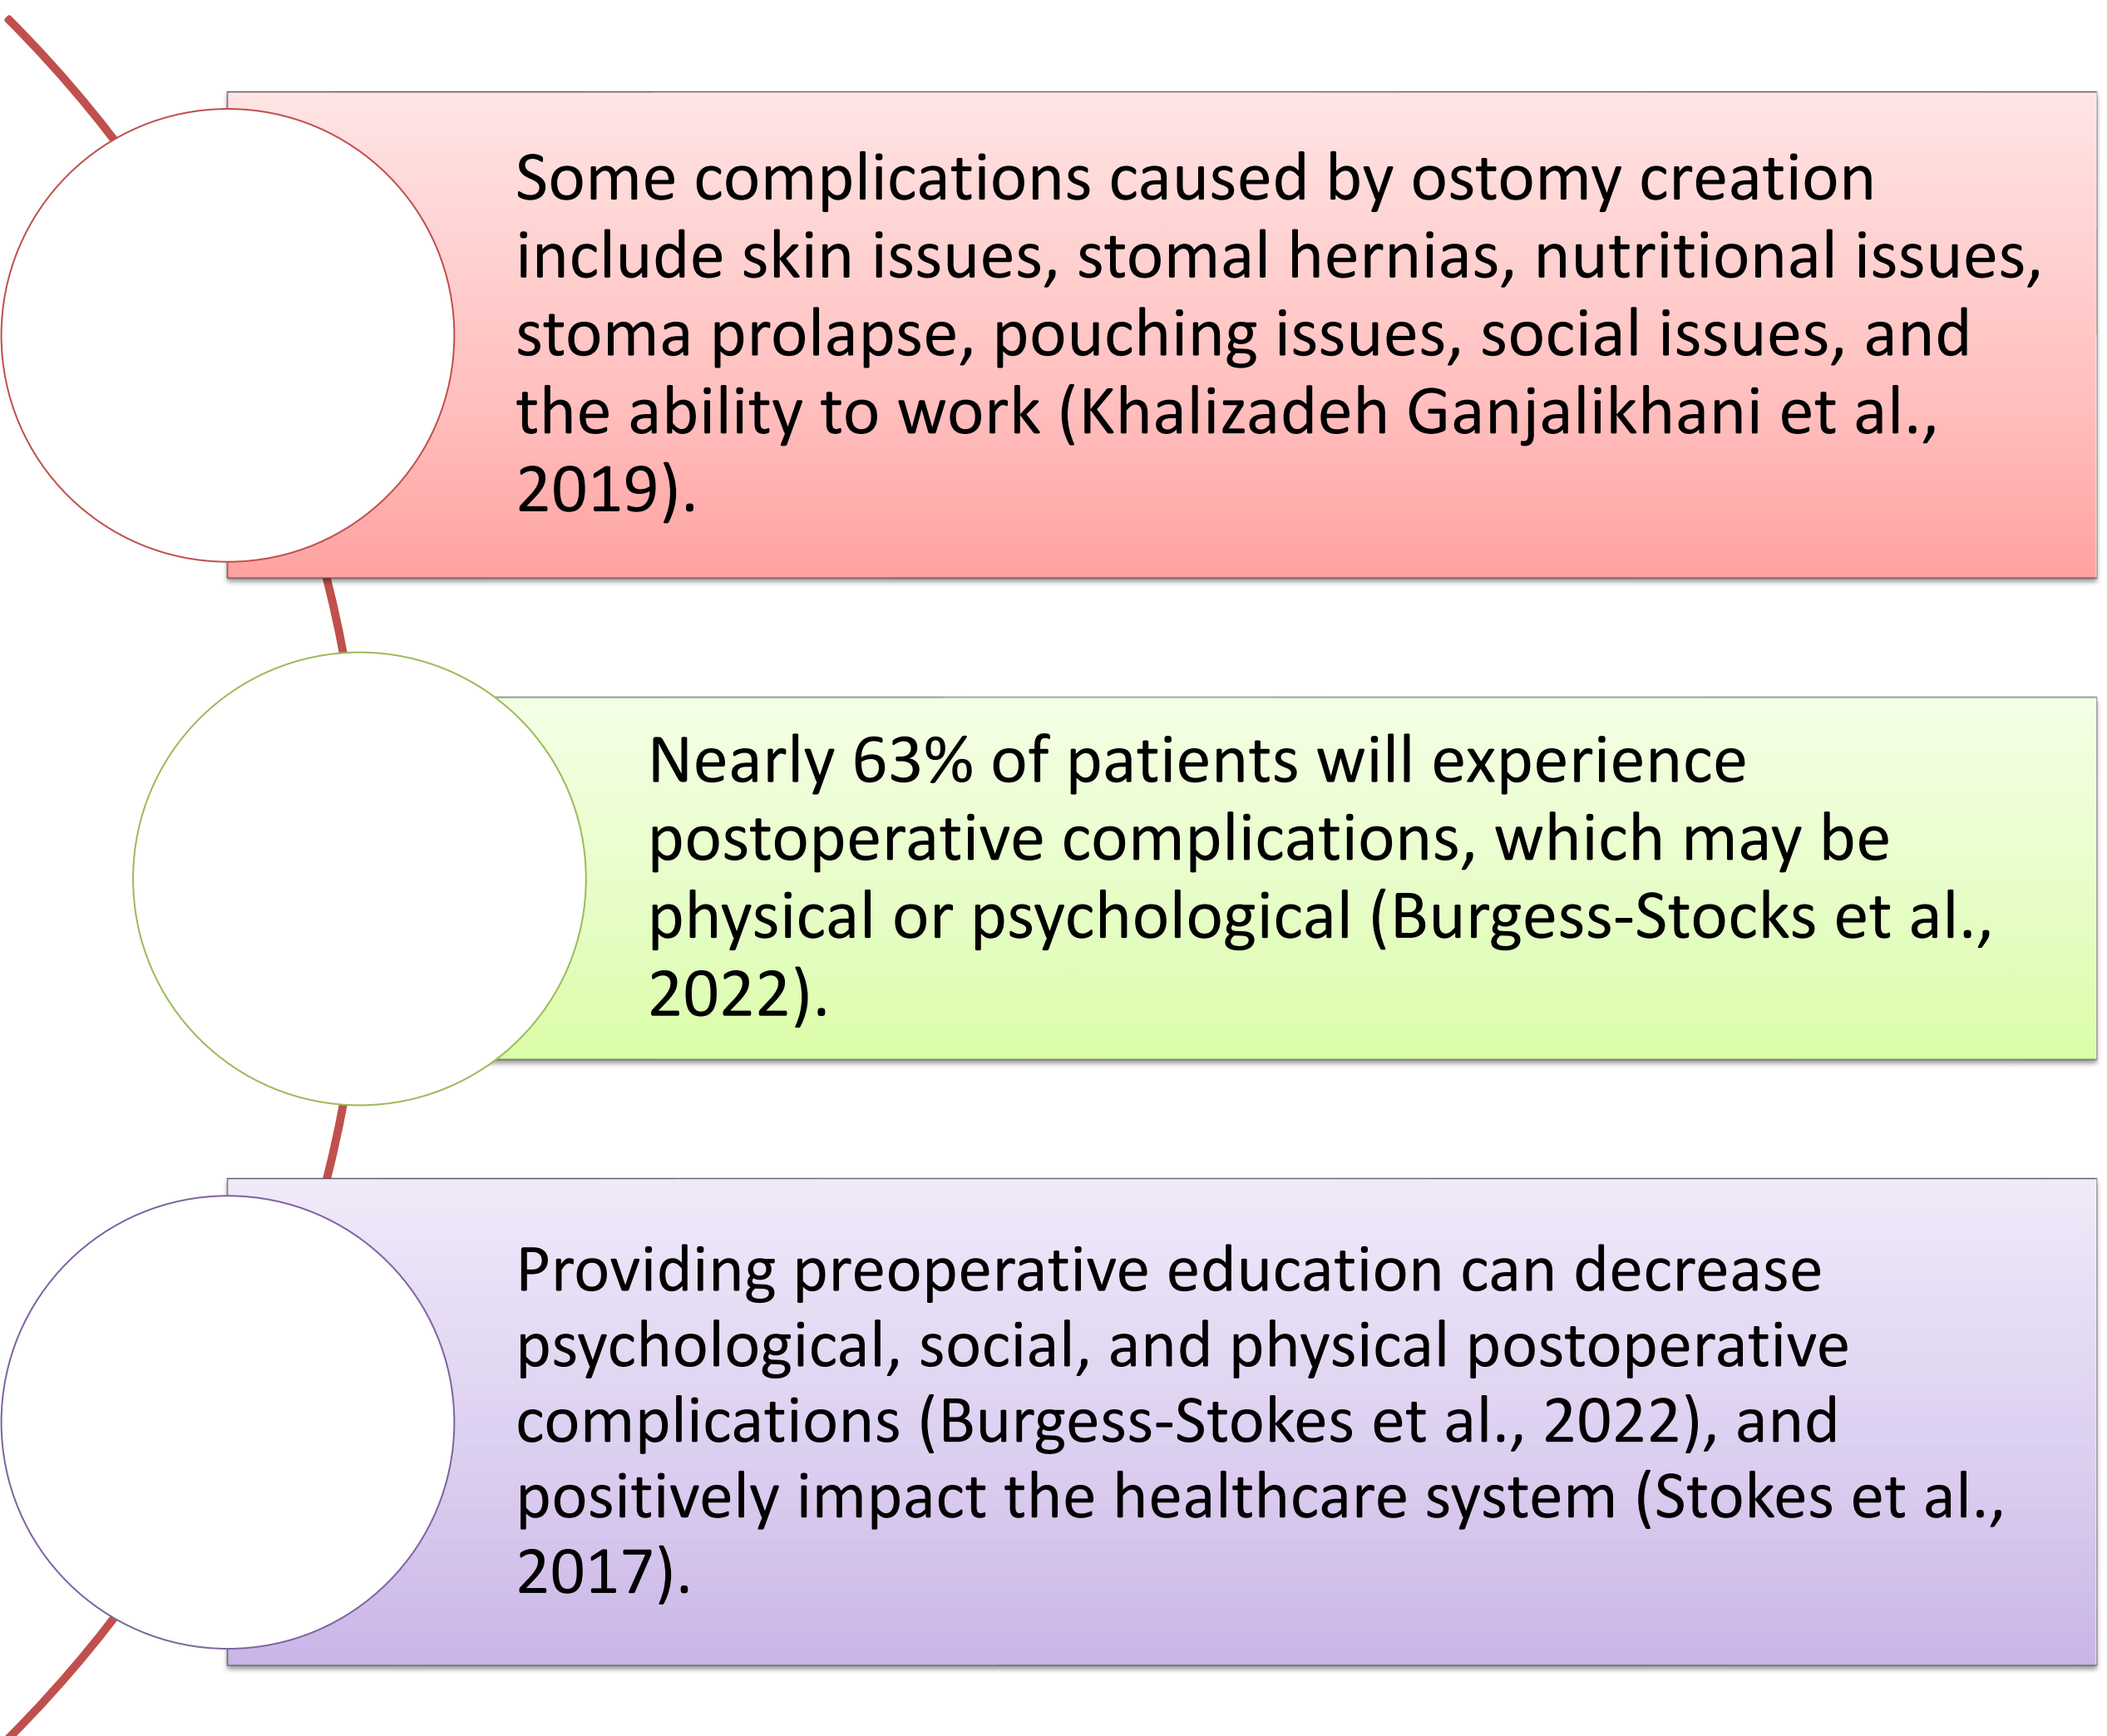 Some complications caused by ostomy creation
include skin issues, stomal hernias, nutritional issues,
stoma prolapse, pouching issues, social issues, and
the ability to work (Khalizadeh Ganjalikhani et al.,
2019).
Nearly 63% of patients will experience
postoperative complications, which may be
physical or psychological (Burgess-Stocks et al.,
2022).
Providing preoperative education can decrease
psychological, social, and physical postoperative
complications (Burgess-Stokes et al., 2022), and
positively impact the healthcare system (Stokes et al.,
2017).